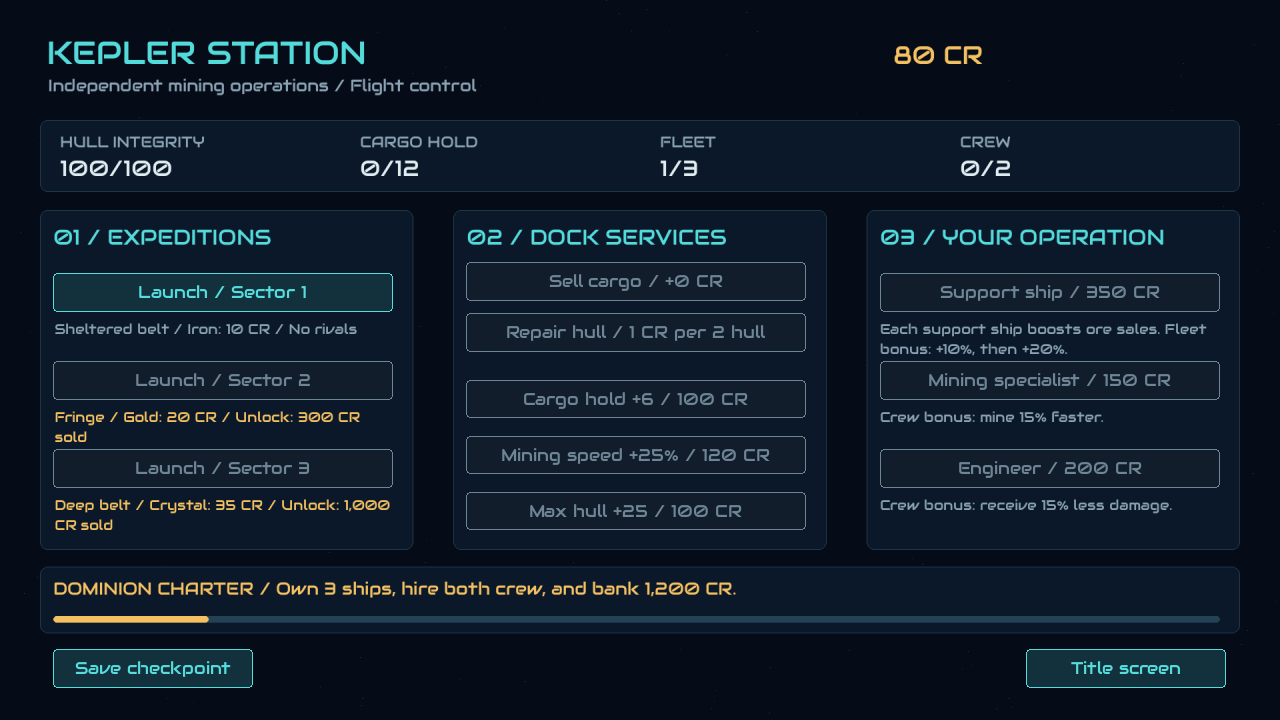 KEPLER STATION
80 CR
Independent mining operations / Flight control
HULL INTEGRITY
100/100
CARGO HOLD
0/12
FLEET
1/3
CREW
0/2
01 / EXPEDITIONS
Launch / Sector 1
Sheltered belt / Iron: 10 CR / No rivals
Launch / Sector 2
Fringe / Gold: 20 CR / Unlock: 300 CR
sold
Launch / Sector 3
Deep belt / Crystal: 35 CR / Unlock: 1,000
CR sold
02 / DOCK SERVICES
Sell cargo / +0 CR
Repair hull / 1 CR per 2 hull
Cargo hold +6 / 100 CR
Mining speed +25% / 120 CR
Max hull +25 / 100 CR
03 / YOUR OPERATION
Support ship / 350 CR
Each support ship boosts ore sales. Fleet
bonus: +10%, then +20%.
Mining specialist / 150 CR
Crew bonus: mine 15% faster.
Engineer / 200 CR
Crew bonus: receive 15% less damage.
DOMINION CHARTER / Own 3 ships, hire both crew, and bank 1,200 CR.
Save checkpoint
Title screen